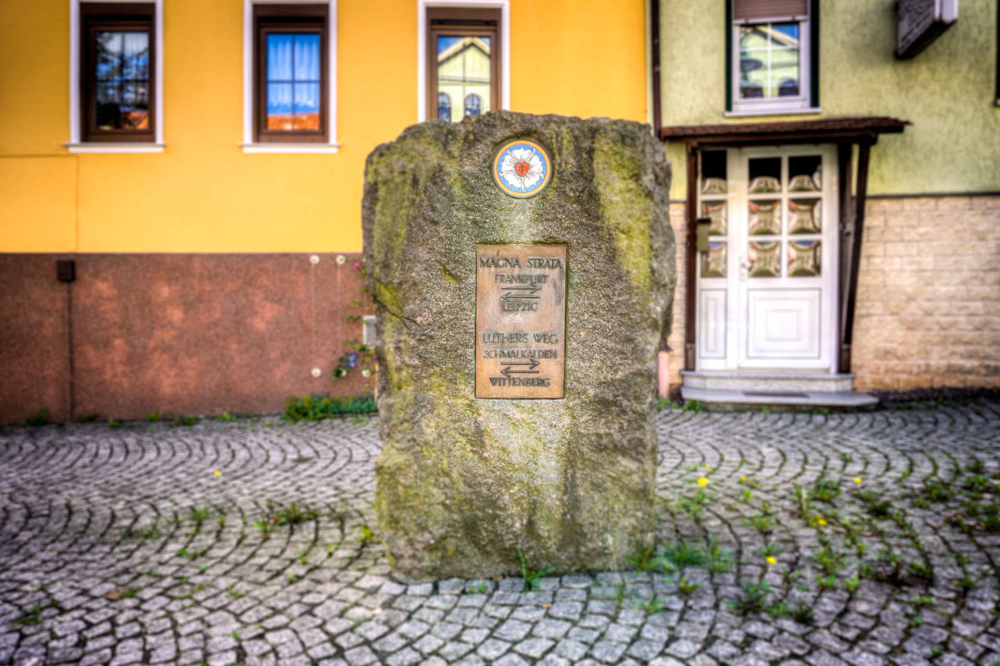 MAGNA STRATA
FRANKFURT
LEIPZIG
LUTHERS WEG
SCHMALKALDEN
WITTENBERG